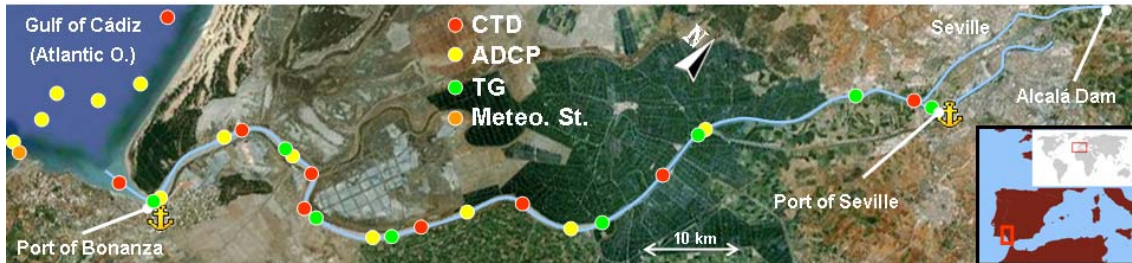 Gulf of Cádiz
(Atlantic O.)
CTD
ADCP
TG
Meteo. St.
N
Seville
Alcalá Dam
Port of Seville
Port of Bonanza
10 km